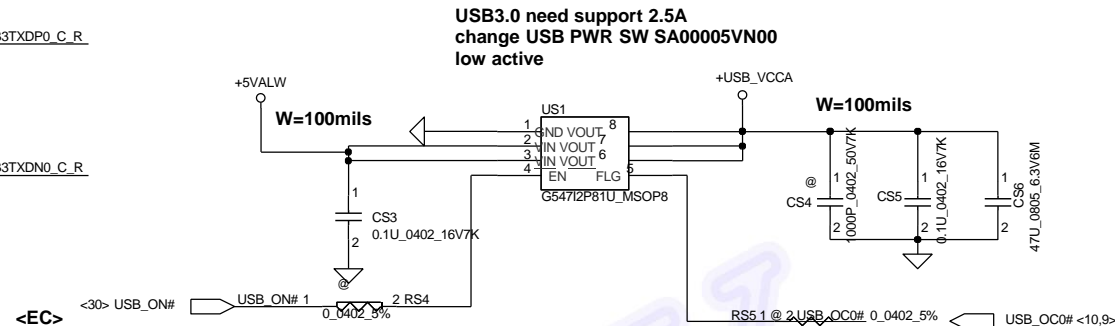 USB3.0 need support 2.5A
change USB PWR SW SA00005VN00
low active
3TXDP0_C_R
+5VALW
+USB_VCCA
W=100mils
US1
W=100mils
1 GND VOUT 8
2 VIN VOUT 7
3 VIN VOUT 6
4 EN FLG 5
G547I2P81U_MSOP8
3TXDN0_C_R
1
CS3
0.1U_0402_16V7K
2
@
CS4
1
2
1000P_0402_50V7K
CS5
1
2
0.1U_0402_16V7K
1
2
CS6
47U_0805_6.3V6M
<EC>
<30> USB_ON#
USB_ON# 1
@
2 RS4
0_0402_5%
RS5 1 @ 2 USB_OC0# 0_0402_5%
USB_OC0# <10,9>